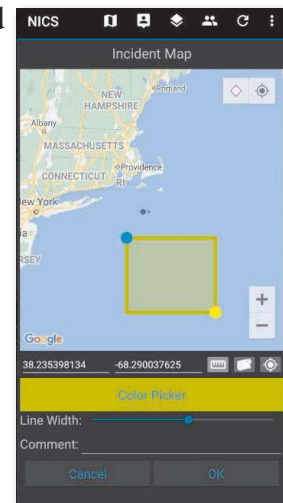 NICS
Incident Map
Portland
NEW
HAMPSHIRE
Albany
MASSACHUSETTS
Providence
CONNECTICUT
RI
ew York
RSEY
Google
38.235398134 -68.290037625
Color Picker
Line Width:
Comment:
Cancel OK